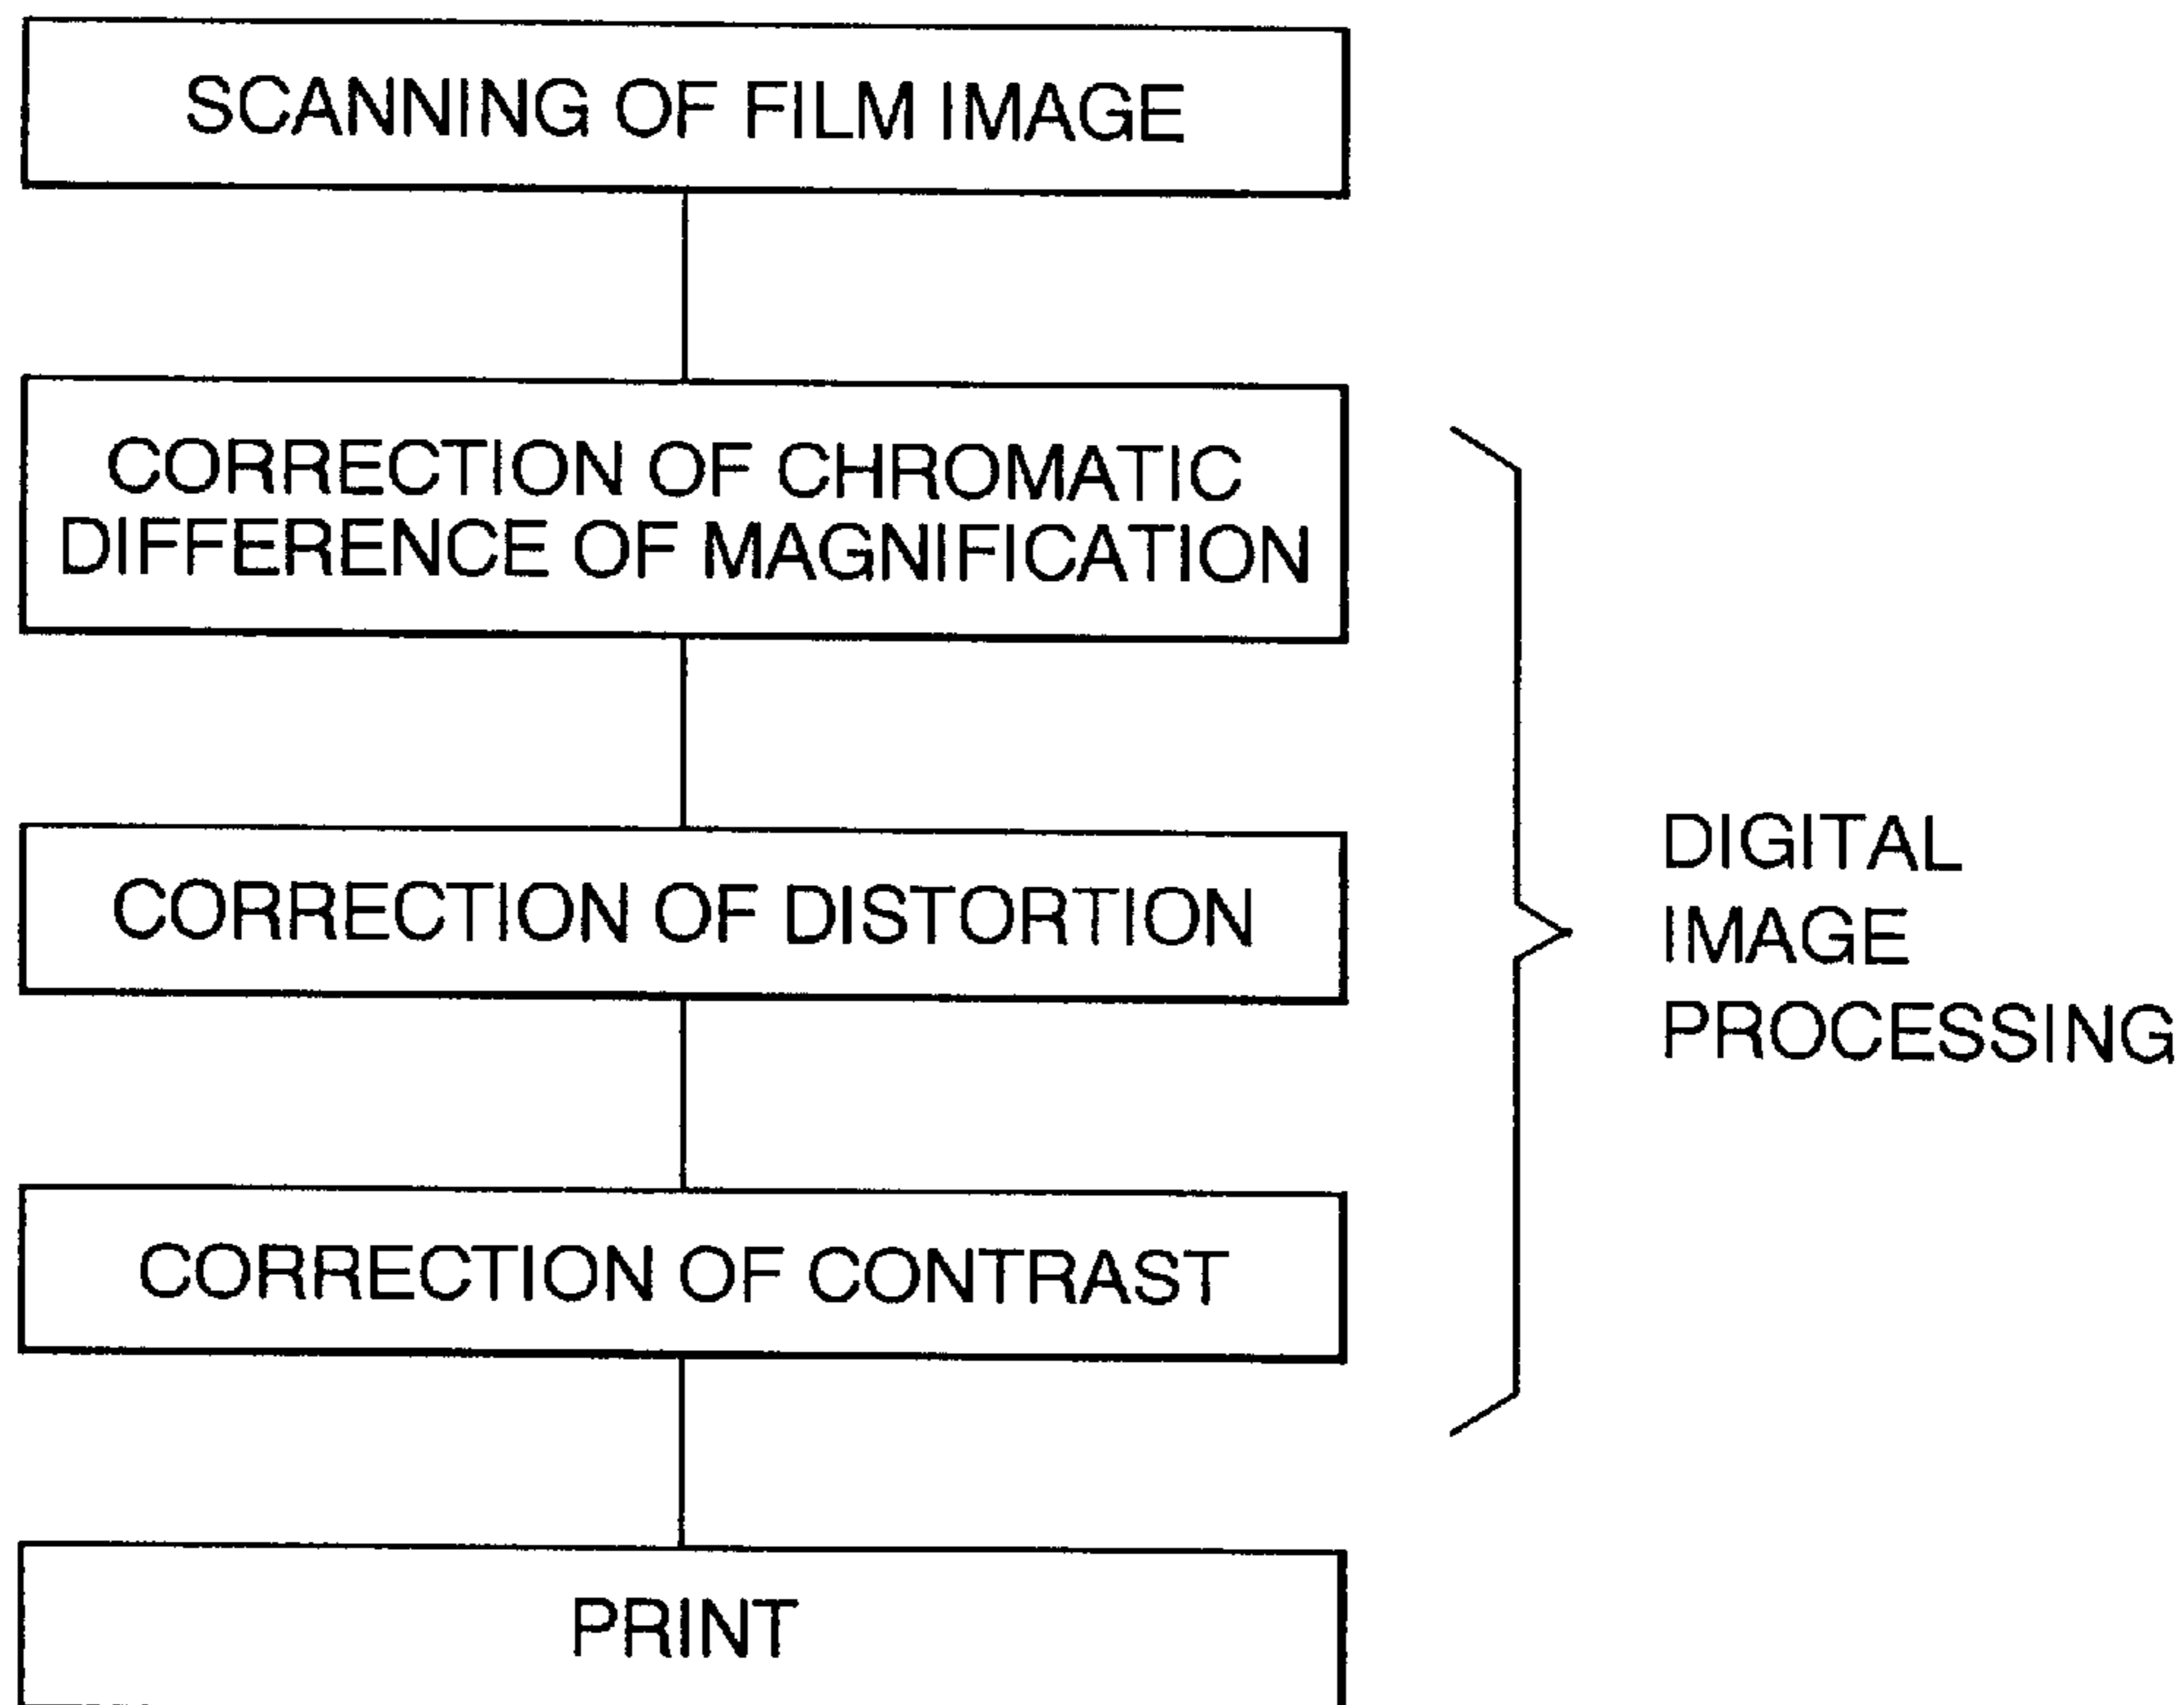 SCANNING OF FILM IMAGE
CORRECTION OF CHROMATIC
DIFFERENCE OF MAGNIFICATION
CORRECTION OF DISTORTION
CORRECTION OF CONTRAST
PRINT
DIGITAL
IMAGE
PROCESSING